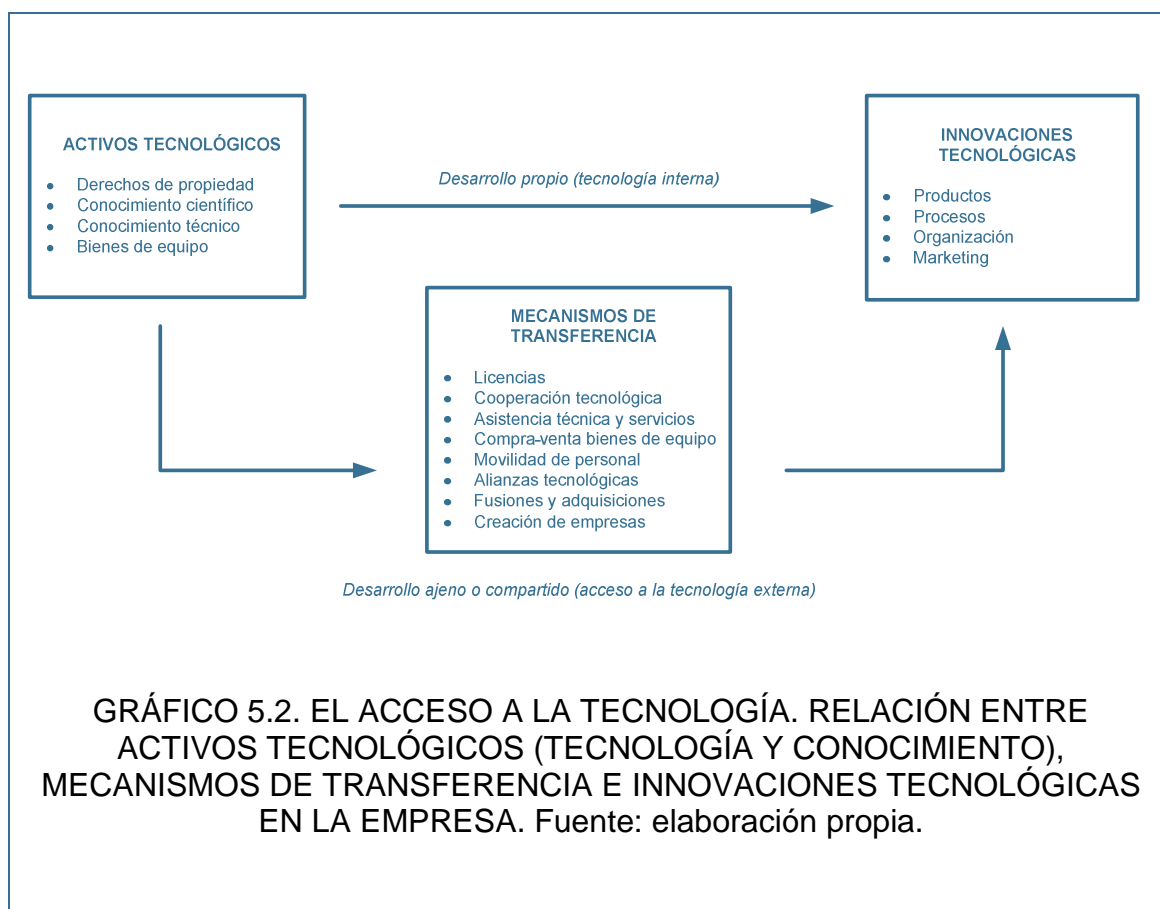 ACTIVOS TECNOLÓGICOS
• Derechos de propiedad
• Conocimiento científico
• Conocimiento técnico
• Bienes de equipo
Desarrollo propio (tecnología interna)
INNOVACIONES
TECNOLÓGICAS
• Productos
• Procesos
• Organización
• Marketing
MECANISMOS DE
TRANSFERENCIA
• Licencias
• Cooperación tecnológica
• Asistencia técnica y servicios
• Compra-venta bienes de equipo
• Movilidad de personal
• Alianzas tecnológicas
• Fusiones y adquisiciones
• Creación de empresas
Desarrollo ajeno o compartido (acceso a la tecnología externa)
GRÁFICO 5.2. EL ACCESO A LA TECNOLOGÍA. RELACIÓN ENTRE
ACTIVOS TECNOLÓGICOS (TECNOLOGÍA Y CONOCIMIENTO),
MECANISMOS DE TRANSFERENCIA E INNOVACIONES TECNOLÓGICAS
EN LA EMPRESA. Fuente: elaboración propia.